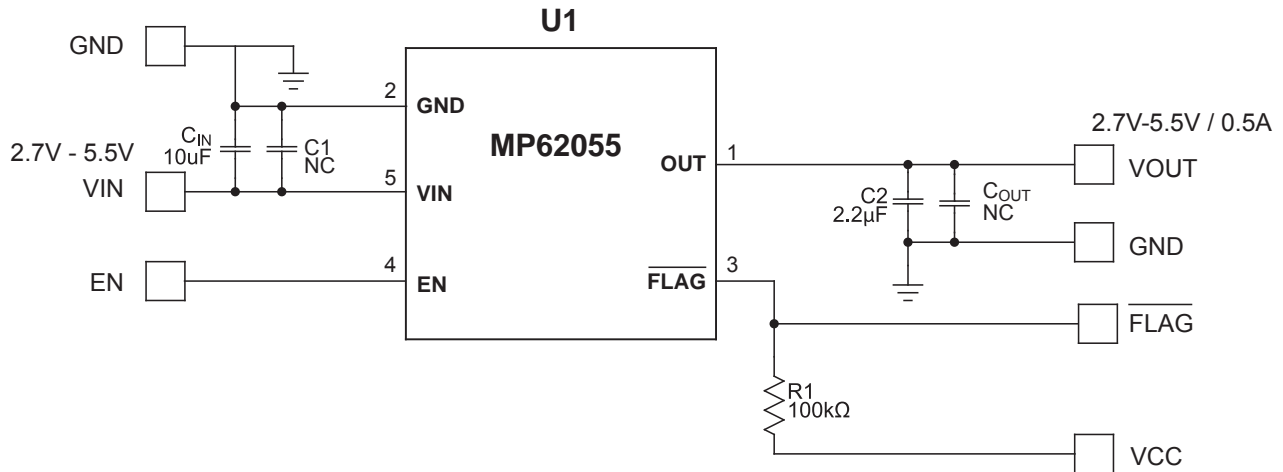 U1
GND
2
GND
MP62055
2.7V-5.5V / 0.5A
CIN
10uF
C1
NC
2.7V - 5.5V
VIN
5
VIN
OUT
1
VOUT
C2
2.2µF
COUT
NC
GND
EN
4
EN
FLAG
3
FLAG
R1
100kΩ
VCC